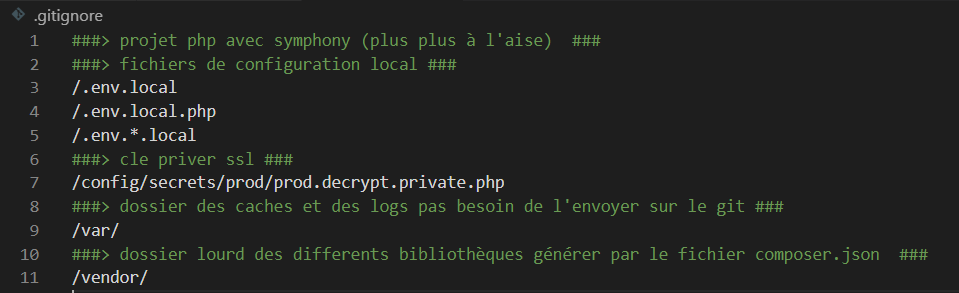 .gitignore
1 ###> projet php avec symphony (plus plus à l'aise)  ###
2 ###> fichiers de configuration local ###
3 /.env.local
4 /.env.local.php
5 /.env.*.local
6 ###> cle priver ssl ###
7 /config/secrets/prod/prod.decrypt.private.php
8 ###> dossier des caches et des logs pas besoin de l'envoyer sur le git ###
9 /var/
10 ###> dossier lourd des differents bibliothèques générer par le fichier composer.json  ###
11 /vendor/